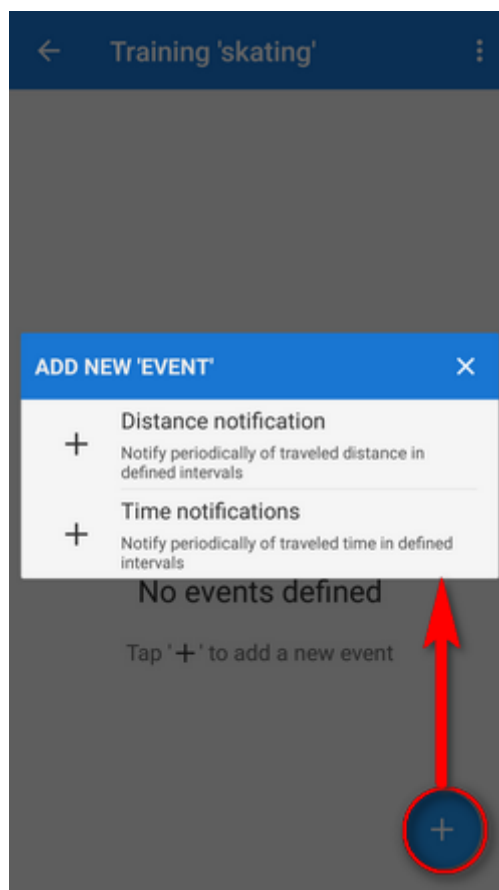 Training 'skating'
ADD NEW 'EVENT'
Distance notification
Notify periodically of traveled distance in
defined intervals
Time notifications
Notify periodically of traveled time in defined
intervals
No events defined
Tap '+' to add a new event